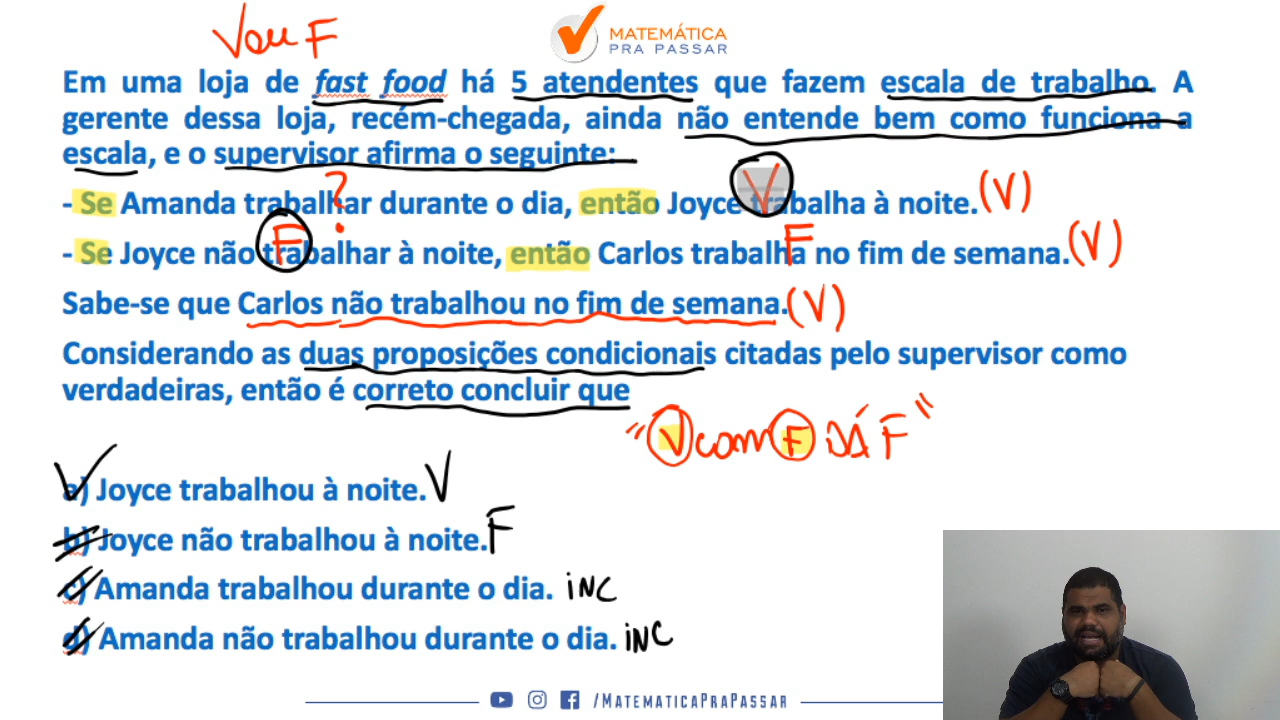 V ou F
MATEMÁTICA
PRA PASSAR
Em uma loja de fast food há 5 atendentes que fazem escala de trabalho. A
gerente dessa loja, recém-chegada, ainda não entende bem como funciona a
escala, e o supervisor afirma o seguinte:
? V
- Se Amanda trabalhar durante o dia, então Joyce trabalha à noite. (V)
F F
- Se Joyce não trabalhar à noite, então Carlos trabalha no fim de semana. (V)
Sabe-se que Carlos não trabalhou no fim de semana. (V)
Considerando as duas proposições condicionais citadas pelo supervisor como
verdadeiras, então é correto concluir que
"V com F DÁ F"
a) Joyce trabalhou à noite. V
b) Joyce não trabalhou à noite. F
c) Amanda trabalhou durante o dia. INC
d) Amanda não trabalhou durante o dia. INC
/MatematicaPraPassar